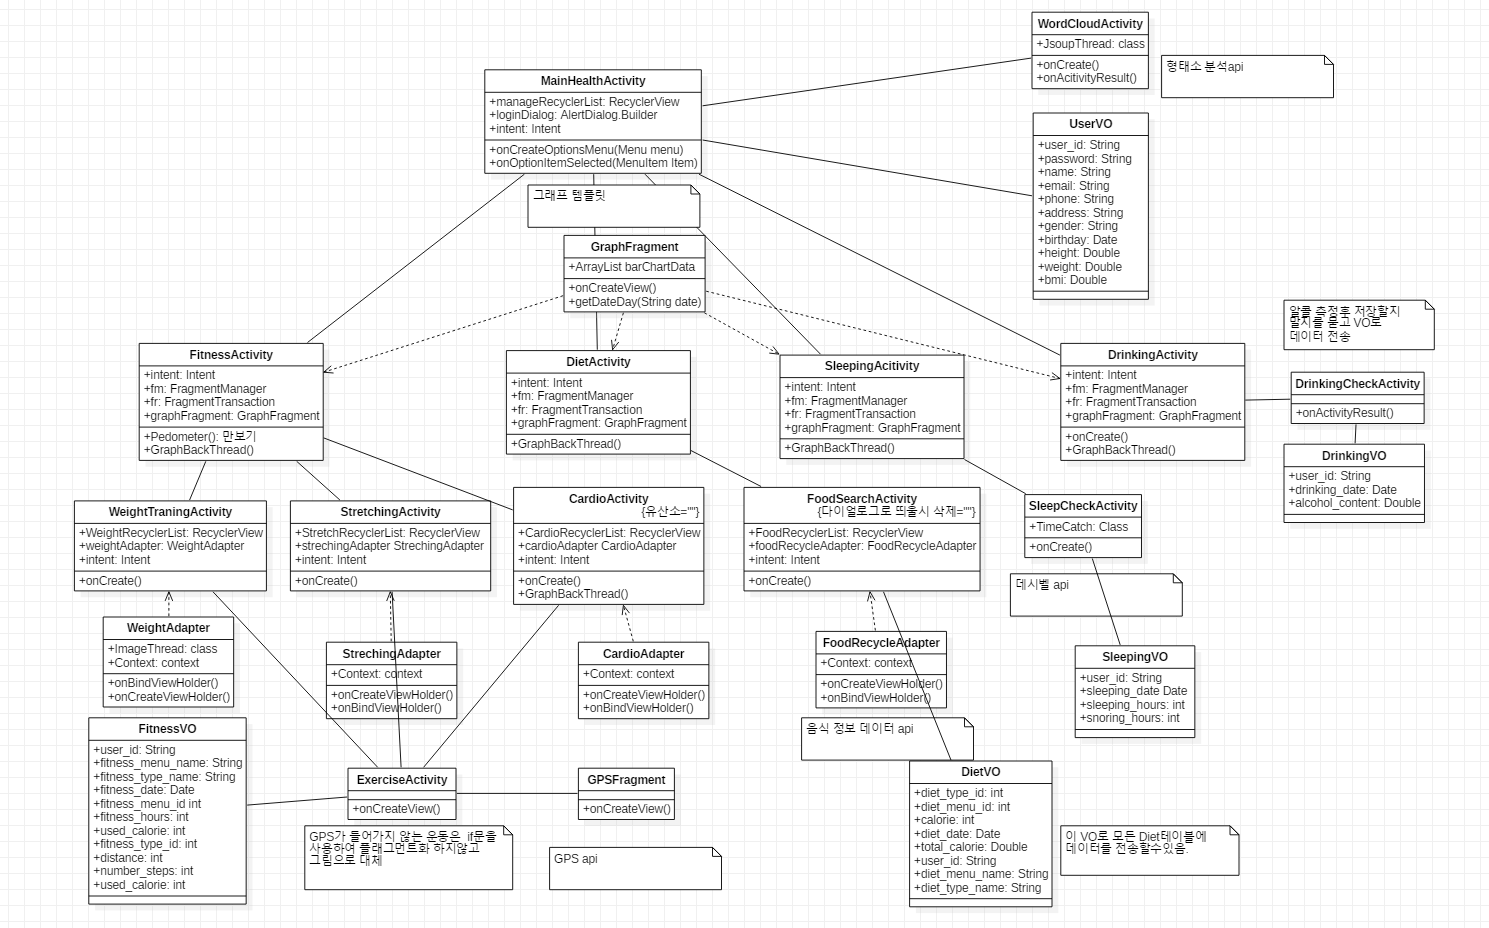 WordCloudActivity
+JsoupThread: class
+onCreate()
+onAcitivityResult()
형태소 분석api
MainHealthActivity
+manageRecyclerList: RecyclerView
+loginDialog: AlertDialog.Builder
+intent: Intent
+onCreateOptionsMenu(Menu menu)
+onOptionItemSelected(MenuItem Item)
UserVO
+user_id: String
+password: String
+name: String
+email: String
+phone: String
+address: String
+gender: String
+birthday: Date
+height: Double
+weight: Double
+bmi: Double
그래프 템플릿
GraphFragment
+ArrayList barChartData
+onCreateView()
+getDateDay(String date)
알콜 측정후 저장할지
말지를 묻고 VO로
데이터 전송
FitnessActivity
+intent: Intent
+fm: FragmentManager
+fr: FragmentTransaction
+graphFragment: GraphFragment
+Pedometer(): 만보기
+GraphBackThread()
DietActivity
+intent: Intent
+fm: FragmentManager
+fr: FragmentTransaction
+graphFragment: GraphFragment
+GraphBackThread()
SleepingAcitivity
+intent: Intent
+fm: FragmentManager
+fr: FragmentTransaction
+graphFragment: GraphFragment
+GraphBackThread()
DrinkingActivity
+intent: Intent
+fm: FragmentManager
+fr: FragmentTransaction
+graphFragment: GraphFragment
+onCreate()
+GraphBackThread()
DrinkingCheckActivity
+onActivityResult()
DrinkingVO
+user_id: String
+drinking_date: Date
+alcohol_content: Double
WeightTraningActivity
+WeightRecyclerList: RecyclerView
+weightAdapter: WeightAdapter
+intent: Intent
+onCreate()
StretchingActivity
+StretchRecyclerList: RecyclerView
+strechingAdapter StrechingAdapter
+intent: Intent
+onCreate()
CardioActivity
{유산소=""}
+CardioRecyclerList: RecyclerView
+cardioAdapter CardioAdapter
+intent: Intent
+onCreate()
+GraphBackThread()
FoodSearchActivity
{다이얼로그로 띄울시 삭제=""}
+FoodRecyclerList: RecyclerView
+foodRecycleAdapter: FoodRecycleAdapter
+intent: Intent
+onCreate()
SleepCheckActivity
+TimeCatch: Class
+onCreate()
데시벨 api
WeightAdapter
+ImageThread: class
+Context: context
+onBindViewHolder()
+onCreateViewHolder()
StrechingAdapter
+Context: context
+onCreateViewHolder()
+onBindViewHolder()
CardioAdapter
+Context: context
+onCreateViewHolder()
+onBindViewHolder()
FoodRecycleAdapter
+Context: context
+onCreateViewHolder()
+onBindViewHolder()
SleepingVO
+user_id: String
+sleeping_date Date
+sleeping_hours: int
+snoring_hours: int
음식 정보 데이터 api
FitnessVO
+user_id: String
+fitness_menu_name: String
+fitness_type_name: String
+fitness_date: Date
+fitness_menu_id int
+fitness_hours: int
+used_calorie: int
+fitness_type_id: int
+distance: int
+number_steps: int
+used_calorie: int
ExerciseActivity
+onCreateView()
GPSFragment
+onCreateView()
GPS가 들어가지 않는 운동은 if문을
사용하여 플래그먼트화 하지않고
그림으로 대체
GPS api
DietVO
+diet_type_id: int
+diet_menu_id: int
+calorie: int
+diet_date: Date
+total_calorie: Double
+user_id: String
+diet_menu_name: String
+diet_type_name: String
이 VO로 모든 Diet테이블에
데이터를 전송할수있음.